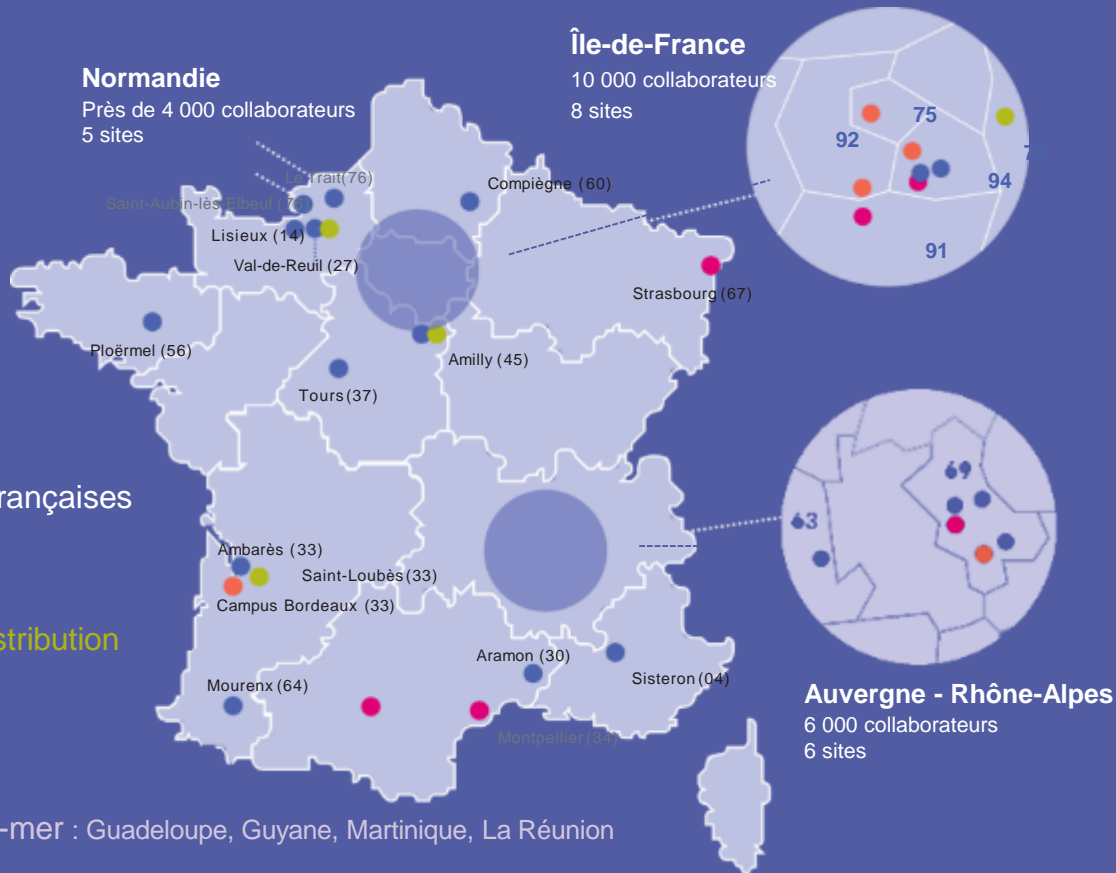 Île-de-France
10 000 collaborateurs
8 sites
Normandie
Près de 4 000 collaborateurs
5 sites
75
92
94
91
Le Trait (76)
Saint-Aubin-lès-Elbeuf (76)
Compiègne (60)
Lisieux (14)
Val-de-Reuil (27)
Strasbourg (67)
Ploërmel (56)
Amilly (45)
Tours (37)
rançaises
69
63
Ambarès (33)
Saint-Loubès (33)
Campus Bordeaux (33)
stribution
Aramon (30)
Sisteron (04)
Mourenx (64)
Montpellier (34)
Auvergne - Rhône-Alpes
6 000 collaborateurs
6 sites
-mer : Guadeloupe, Guyane, Martinique, La Réunion